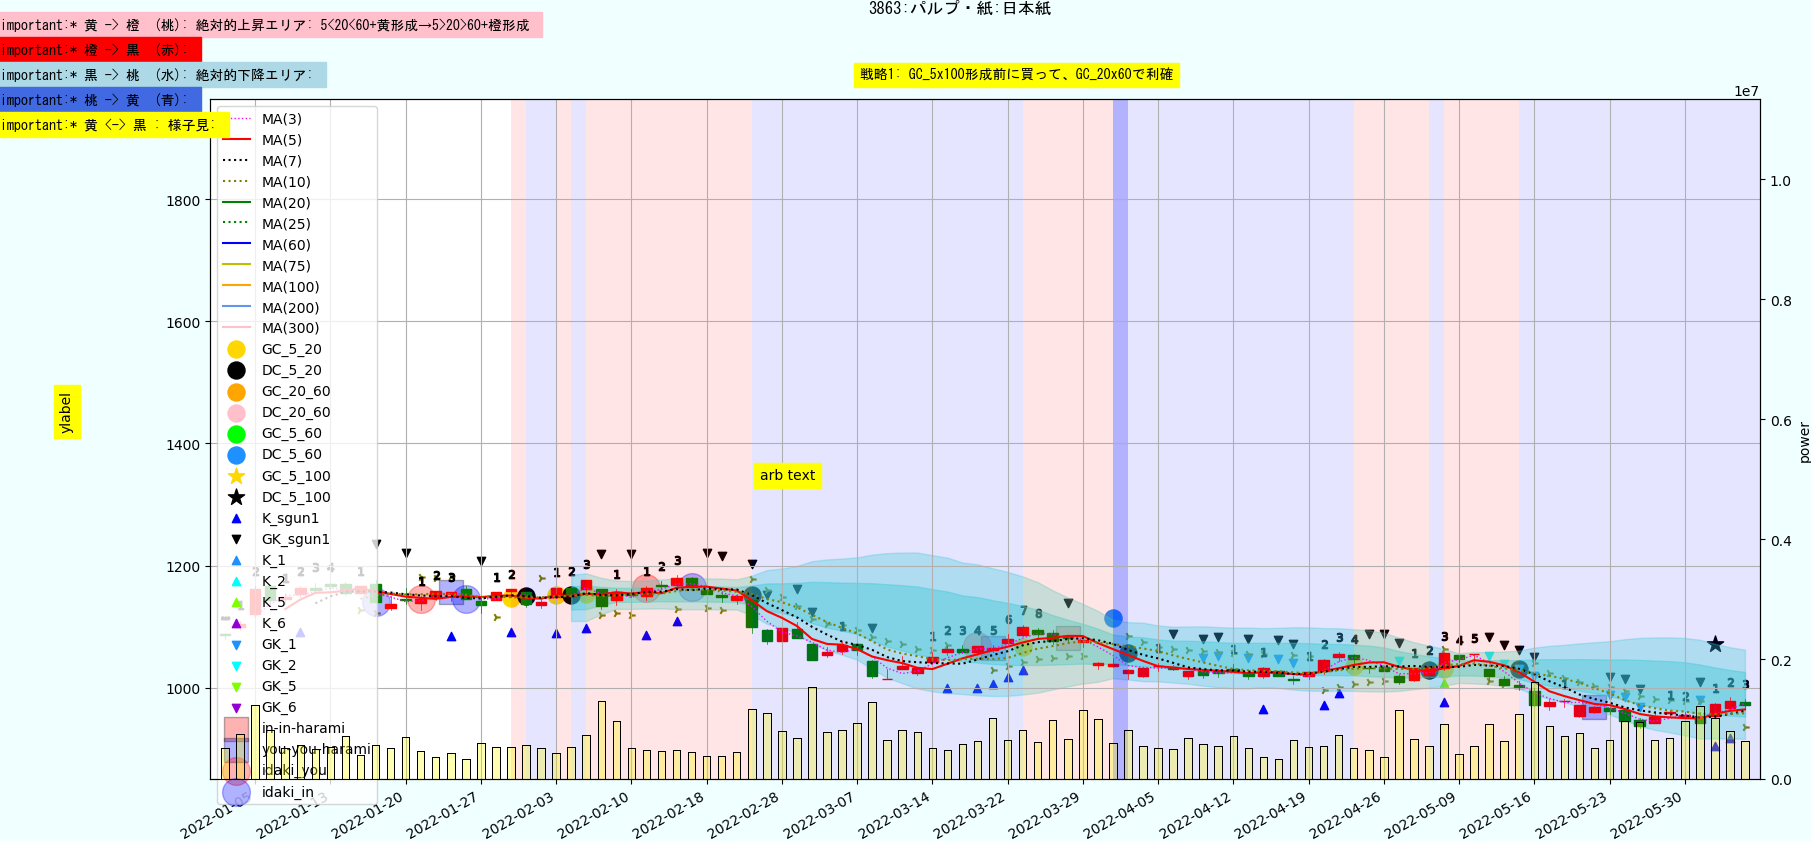 3863:パルプ・紙:日本紙
important:* 黄 -> 橙 (桃): 絶対的上昇エリア: 5<20<60+黄形成→5>20>60+橙形成
important:* 橙 -> 黒 (赤):
important:* 黒 -> 桃 (水): 絶対的下降エリア:
important:* 桃 -> 黄 (青):
important:* 黄 <-> 黒 : 様子見:
戦略1: GC_5x100形成前に買って、GC_20x60で利確
1e7
MA(3)
MA(5)
MA(7)
MA(10)
MA(20)
MA(25)
MA(60)
MA(75)
MA(100)
MA(200)
MA(300)
GC_5_20
DC_5_20
GC_20_60
DC_20_60
GC_5_60
DC_5_60
GC_5_100
DC_5_100
K_sgun1
GK_sgun1
K_1
K_2
K_5
K_6
GK_1
GK_2
GK_5
GK_6
in-in-harami
you-you-harami
idaki_you
idaki_in
ylabel
1800
1600
1400
1200
1000
arb text
1.0
0.8
0.6
0.4
0.2
0.0
power
2022-01-05
2022-01-13
2022-01-20
2022-01-27
2022-02-03
2022-02-10
2022-02-18
2022-02-28
2022-03-07
2022-03-14
2022-03-22
2022-03-29
2022-04-05
2022-04-12
2022-04-19
2022-04-26
2022-05-09
2022-05-16
2022-05-23
2022-05-30